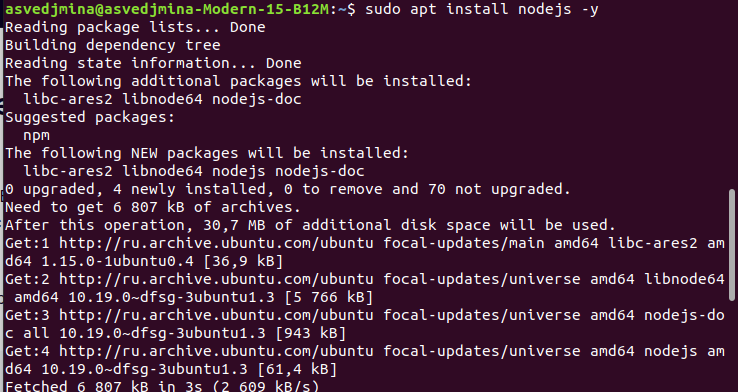 asvedjmina@asvedjmina-Modern-15-B12M:~$ sudo apt install nodejs -y
Reading package lists... Done
Building dependency tree
Reading state information... Done
The following additional packages will be installed:
  libc-ares2 libnode64 nodejs-doc
Suggested packages:
  npm
The following NEW packages will be installed:
  libc-ares2 libnode64 nodejs nodejs-doc
0 upgraded, 4 newly installed, 0 to remove and 70 not upgraded.
Need to get 6 807 kB of archives.
After this operation, 30,7 MB of additional disk space will be used.
Get:1 http://ru.archive.ubuntu.com/ubuntu focal-updates/main amd64 libc-ares2 am
d64 1.15.0-1ubuntu0.4 [36,9 kB]
Get:2 http://ru.archive.ubuntu.com/ubuntu focal-updates/universe amd64 libnode64
 amd64 10.19.0~dfsg-3ubuntu1.3 [5 766 kB]
Get:3 http://ru.archive.ubuntu.com/ubuntu focal-updates/universe amd64 nodejs-do
c all 10.19.0~dfsg-3ubuntu1.3 [943 kB]
Get:4 http://ru.archive.ubuntu.com/ubuntu focal-updates/universe amd64 nodejs am
d64 10.19.0~dfsg-3ubuntu1.3 [61,4 kB]
Fetched 6 807 kB in 3s (2 609 kB/s)